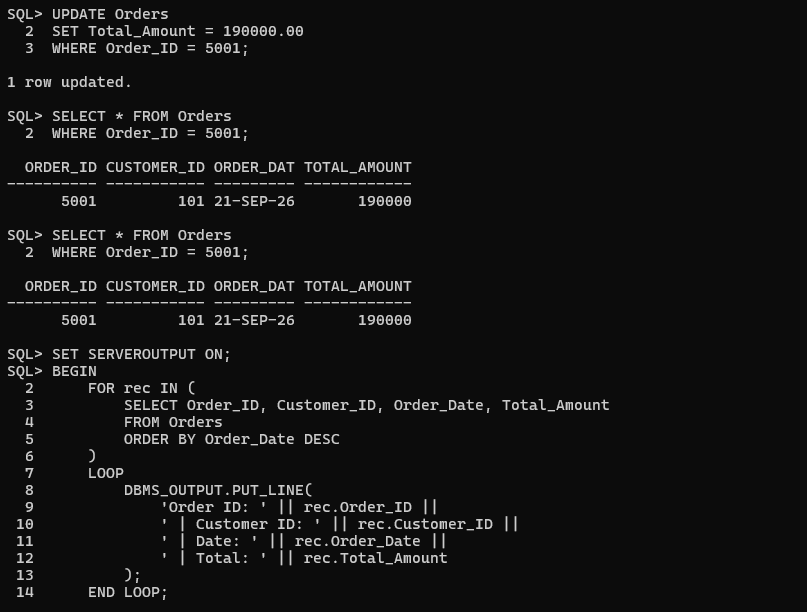 SQL> UPDATE Orders
  2  SET Total_Amount = 190000.00
  3  WHERE Order_ID = 5001;

1 row updated.

SQL> SELECT * FROM Orders
  2  WHERE Order_ID = 5001;

  ORDER_ID CUSTOMER_ID ORDER_DAT TOTAL_AMOUNT
---------- ----------- --------- ------------
      5001         101 21-SEP-26       190000

SQL> SELECT * FROM Orders
  2  WHERE Order_ID = 5001;

  ORDER_ID CUSTOMER_ID ORDER_DAT TOTAL_AMOUNT
---------- ----------- --------- ------------
      5001         101 21-SEP-26       190000

SQL> SET SERVEROUTPUT ON;
SQL> BEGIN
  2      FOR rec IN (
  3          SELECT Order_ID, Customer_ID, Order_Date, Total_Amount
  4          FROM Orders
  5          ORDER BY Order_Date DESC
  6      )
  7      LOOP
  8          DBMS_OUTPUT.PUT_LINE(
  9              'Order ID: ' || rec.Order_ID ||
 10              ' | Customer ID: ' || rec.Customer_ID ||
 11              ' | Date: ' || rec.Order_Date ||
 12              ' | Total: ' || rec.Total_Amount
 13          );
 14      END LOOP;